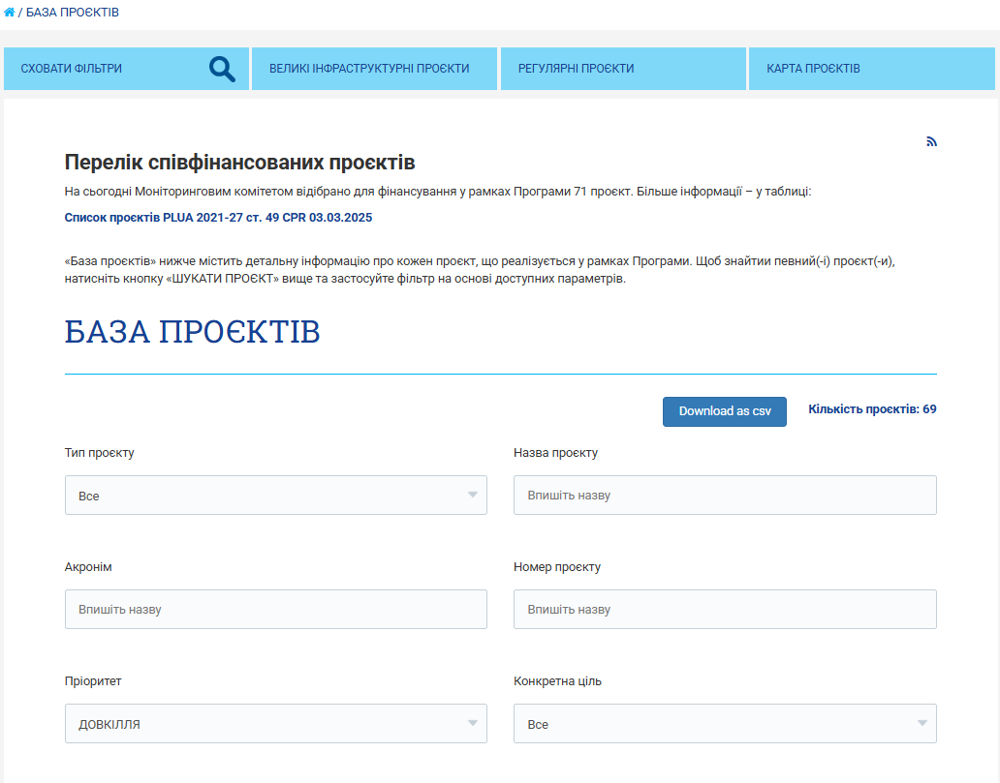 / БАЗА ПРОЄКТІВ
СХОВАТИ ФІЛЬТРИ
ВЕЛИКІ ІНФРАСТРУКТУРНІ ПРОЄКТИ
РЕГУЛЯРНІ ПРОЄКТИ
КАРТА ПРОЄКТІВ
Перелік співфінансованих проєктів
На сьогодні Моніторинговим комітетом відібрано для фінансування у рамках Програми 71 проєкт. Більше інформації – у таблиці:
Список проєктів PLUA 2021-27 ст. 49 CPR 03.03.2025
«База проєктів» нижче містить детальну інформацію про кожен проєкт, що реалізується у рамках Програми. Щоб знайтии певний(-і) проєкт(-и),
натисніть кнопку «ШУКАТИ ПРОЄКТ» вище та застосуйте фільтр на основі доступних параметрів.
БАЗА ПРОЄКТІВ
Download as csv
Кількість проєктів: 69
Тип проєкту
Назва проєкту
Все
Впишіть назву
Акронім
Номер проєкту
Впишіть назву
Впишіть назву
Пріоритет
Конкретна ціль
ДОВКІЛЛЯ
Все